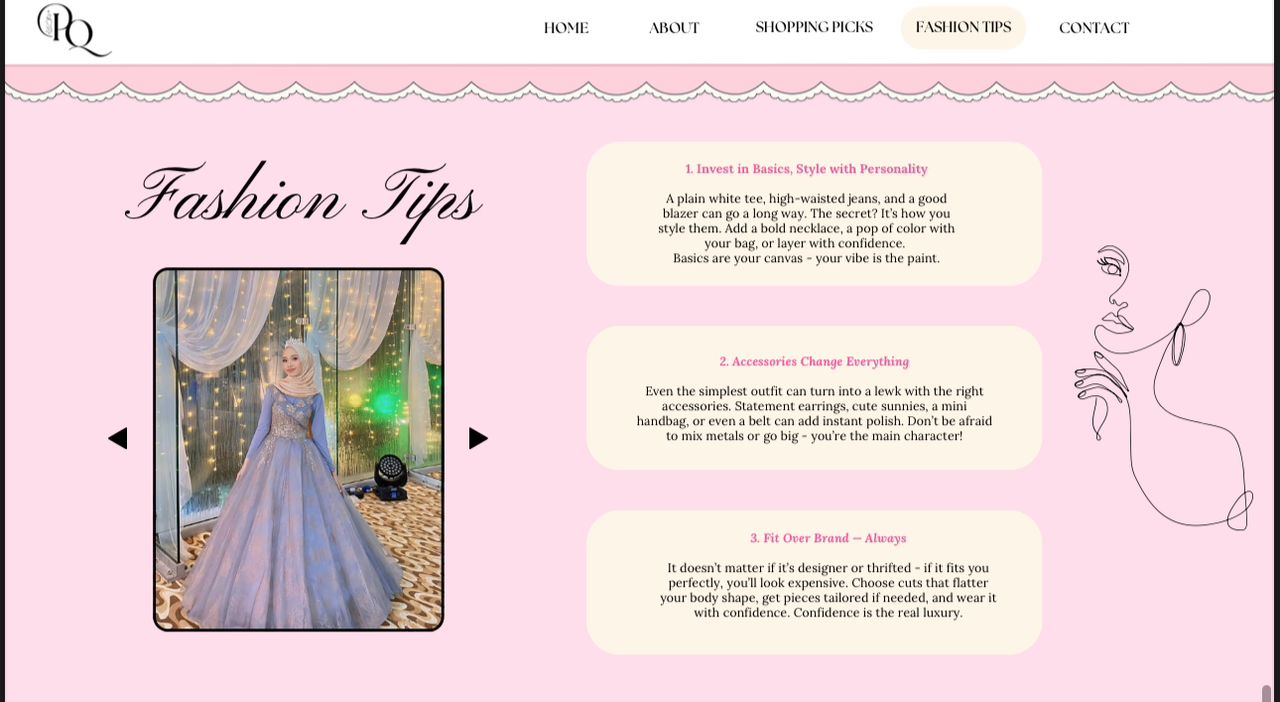 PQ
HOME
ABOUT
SHOPPING PICKS
FASHION TIPS
CONTACT
Fashion Tips
1. Invest in Basics, Style with Personality
A plain white tee, high-waisted jeans, and a good
blazer can go a long way. The secret? It's how you
style them. Add a bold necklace, a pop of color with
your bag, or layer with confidence.
Basics are your canvas - your vibe is the paint.
2. Accessories Change Everything
Even the simplest outfit can turn into a lewk with the right
accessories. Statement earrings, cute sunnies, a mini
handbag, or even a belt can add instant polish. Don't be afraid
to mix metals or go big - you're the main character!
3. Fit Over Brand — Always
It doesn't matter if it's designer or thrifted - if it fits you
perfectly, you'll look expensive. Choose cuts that flatter
your body shape, get pieces tailored if needed, and wear it
with confidence. Confidence is the real luxury.